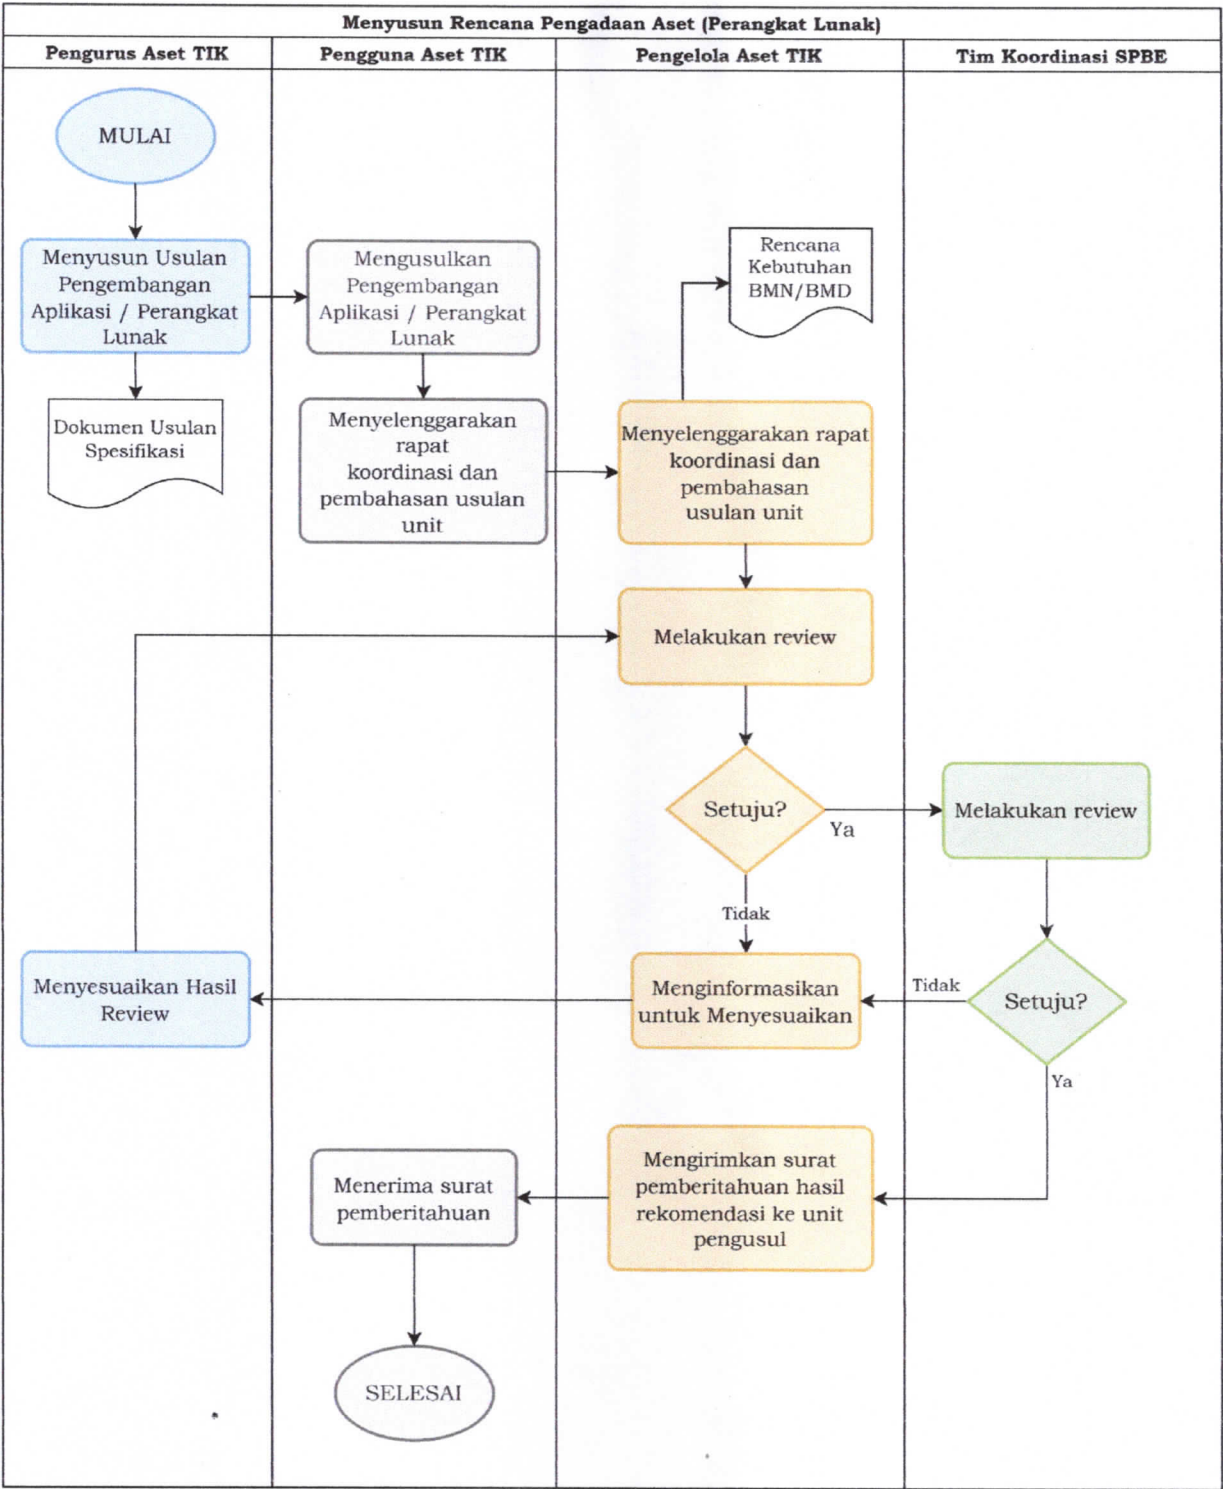 Menyusun Rencana Pengadaan Aset (Perangkat Lunak)
Pengurus Aset TIK
Pengguna Aset TIK
Pengelola Aset TIK
Tim Koordinasi SPBE
MULAI
Menyusun Usulan
Pengembangan
Aplikasi / Perangkat
Lunak
Mengusulkan
Pengembangan
Aplikasi / Perangkat
Lunak
Rencana
Kebutuhan
BMN/BMD
Dokumen Usulan
Spesifikasi
Menyelenggarakan
rapat
koordinasi dan
pembahasan usulan
unit
Menyelenggarakan rapat
koordinasi dan
pembahasan
usulan unit
Melakukan review
Setuju?
Ya
Melakukan review
Tidak
Menyesuaikan Hasil
Review
Menginformasikan
untuk Menyesuaikan
Tidak
Setuju?
Ya
Menerima surat
pemberitahuan
Mengirimkan surat
pemberitahuan hasil
rekomendasi ke unit
pengusul
SELESAI